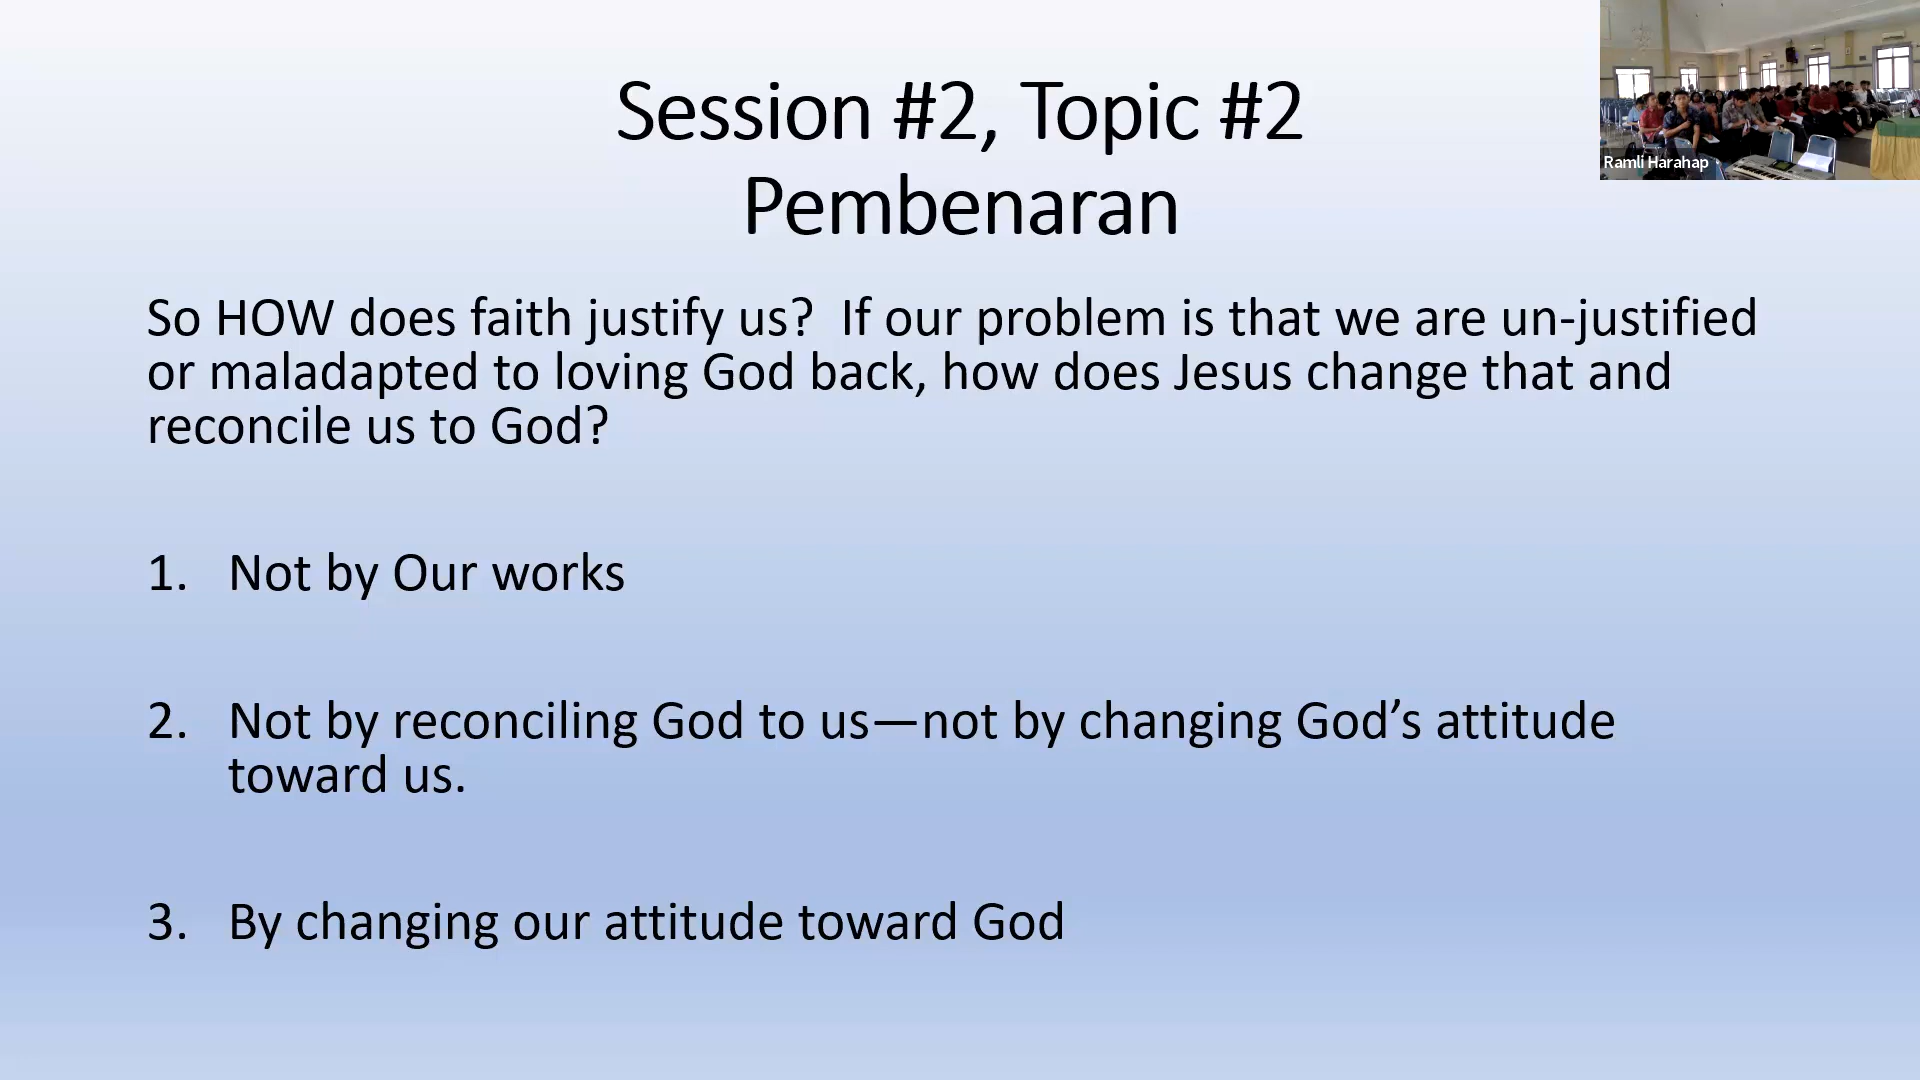 Session #2, Topic #2
Pembenaran
Ramli Harahap
So HOW does faith justify us?  If our problem is that we are un-justified
or maladapted to loving God back, how does Jesus change that and
reconcile us to God?
1. Not by Our works
2. Not by reconciling God to us—not by changing God’s attitude
toward us.
3. By changing our attitude toward God